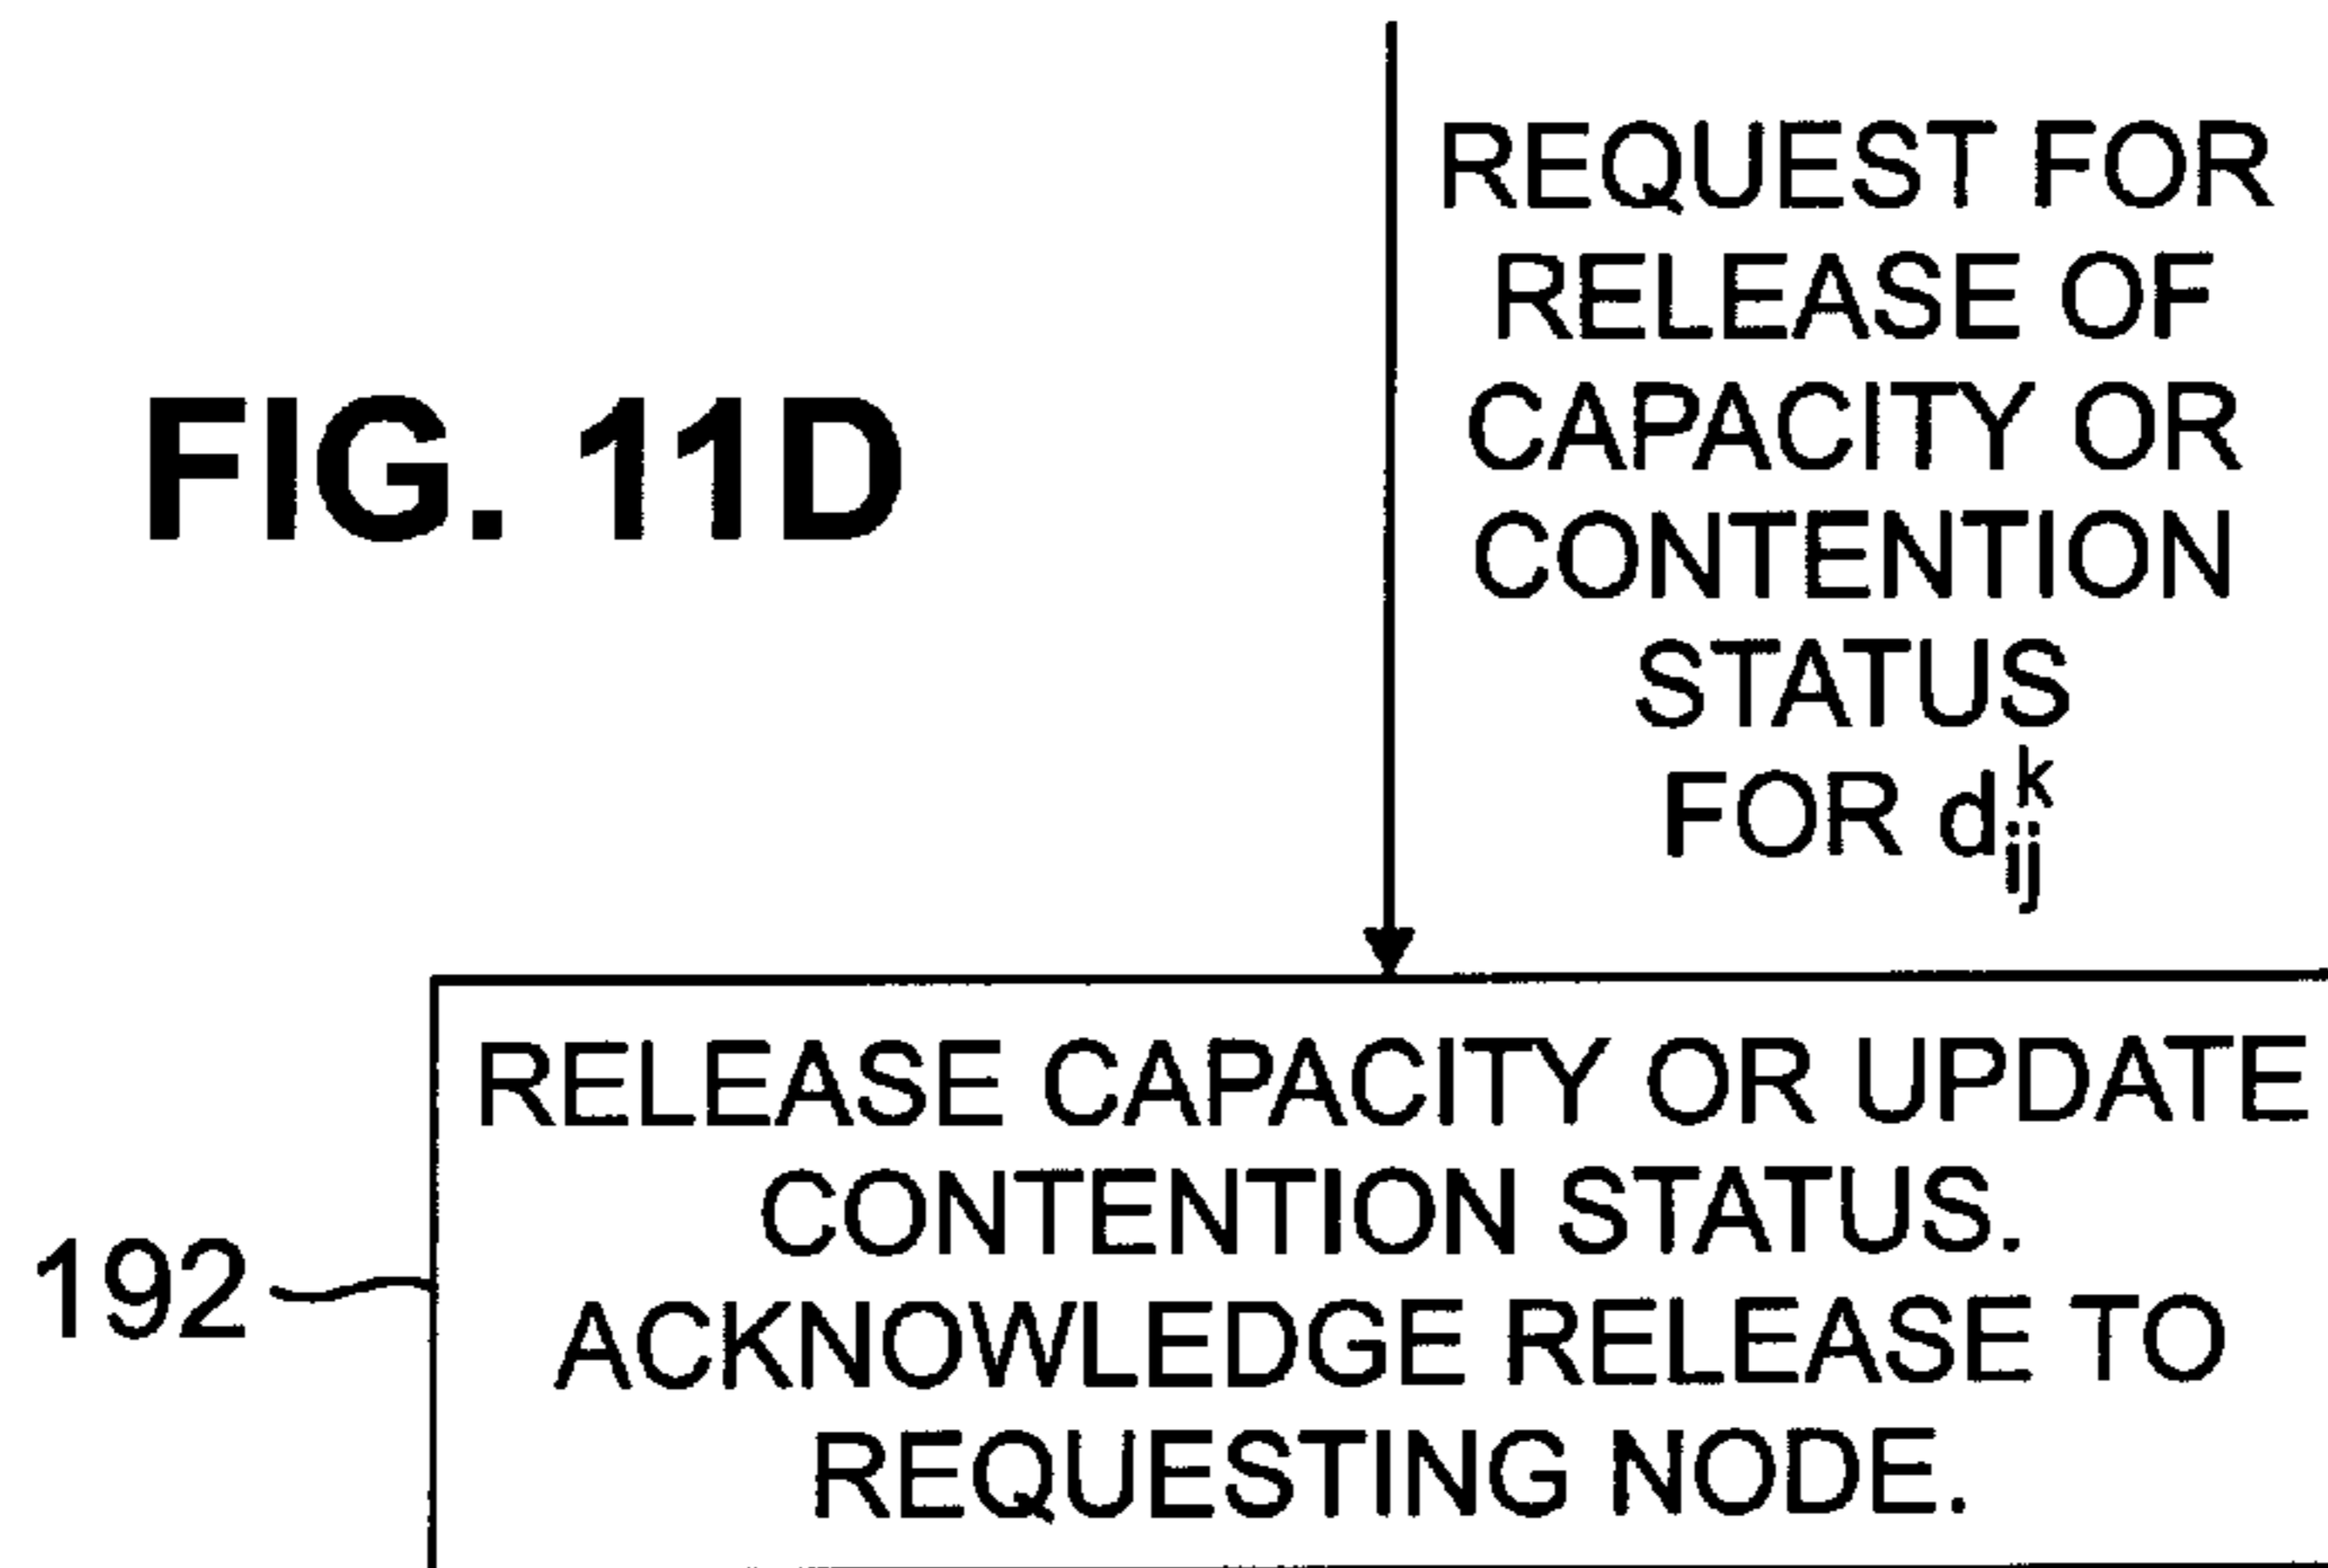 REQUEST FOR
RELEASE OF
CAPACITY OR
CONTENTION
STATUS
FOR d_{ij}^{k}
FIG. 11D
RELEASE CAPACITY OR UPDATE
CONTENTION STATUS.
ACKNOWLEDGE RELEASE TO
REQUESTING NODE.
192